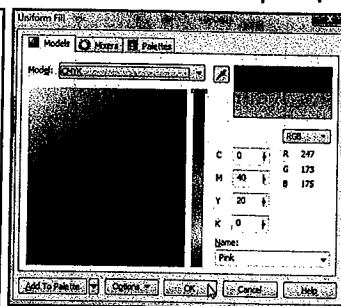 Uniform Fill
Models Mixers Palettes
Model: CMYK
RGB
C 0 R 247
M 40 G 173
Y 20 B 175
K 0
Name:
Pink
Add To Palette Options OK Cancel Help